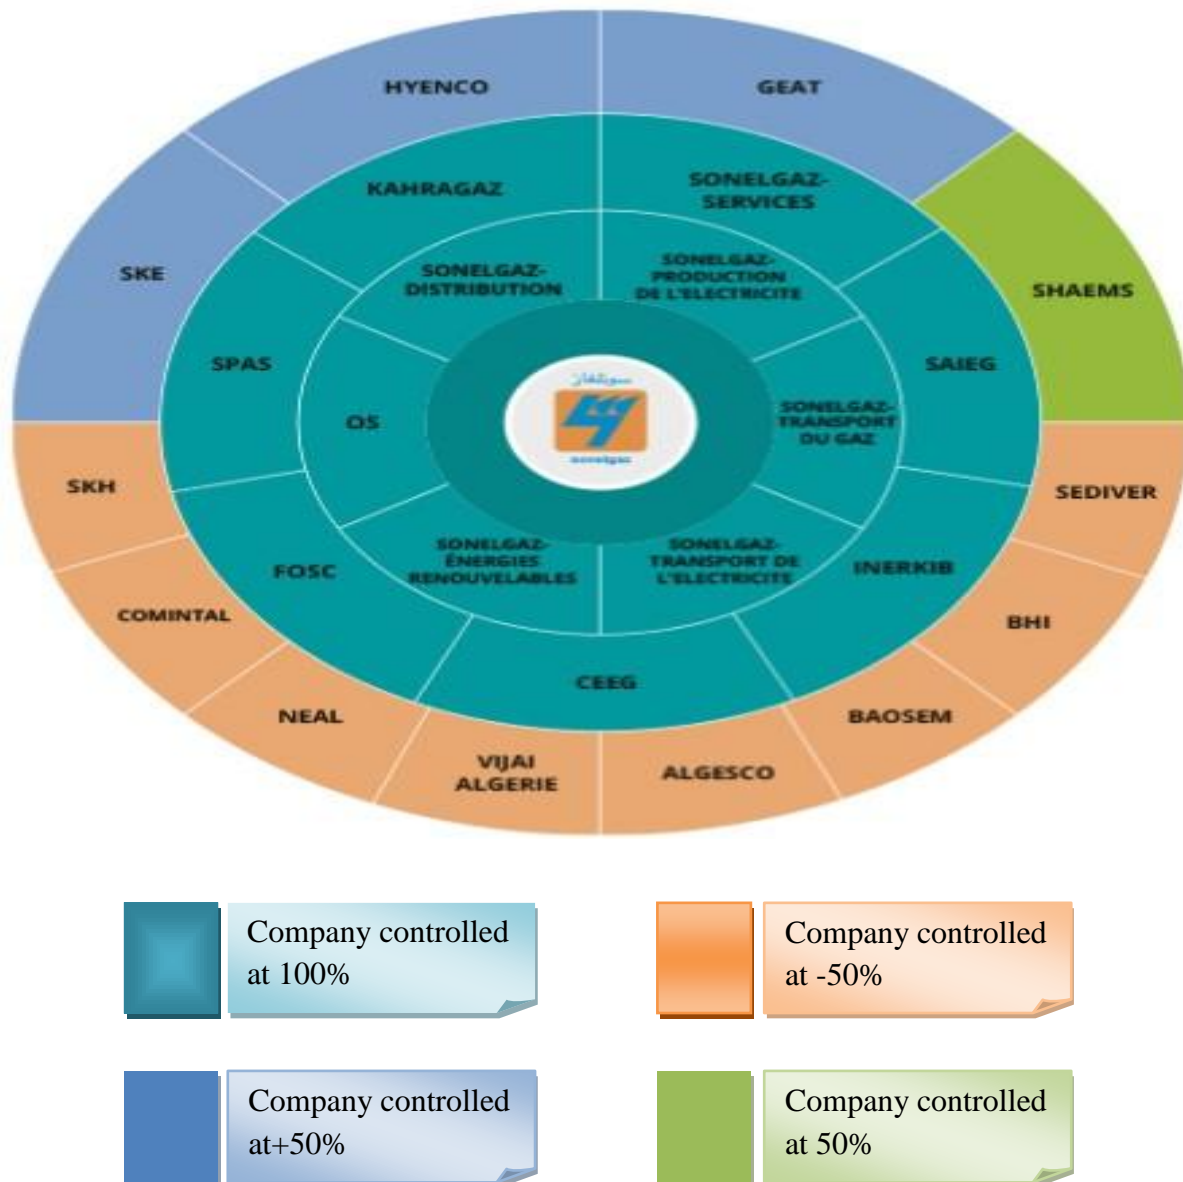 HYENCO
GEAT
KAHRAGAZ
SONELGAZ-
SERVICES
SKE
SHAEMS
SONELGAZ-
DISTRIBUTION
SONELGAZ-
PRODUCTION
DE L'ELECTRICITE
SPAS
SAIEG
OS
SONELGAZ-
TRANSPORT
DU GAZ
سونلغاز
sonelgaz
SKH
SEDIVER
FOSC
SONELGAZ-
ÉNERGIES
RENOUVELABLES
SONELGAZ-
TRANSPORT DE
L'ELECTRICITE
INERKIB
COMINTAL
BHI
CEEG
NEAL
BAOSEM
VIJAI
ALGERIE
ALGESCO
Company controlled
at 100%
Company controlled
at -50%
Company controlled
at+50%
Company controlled
at 50%